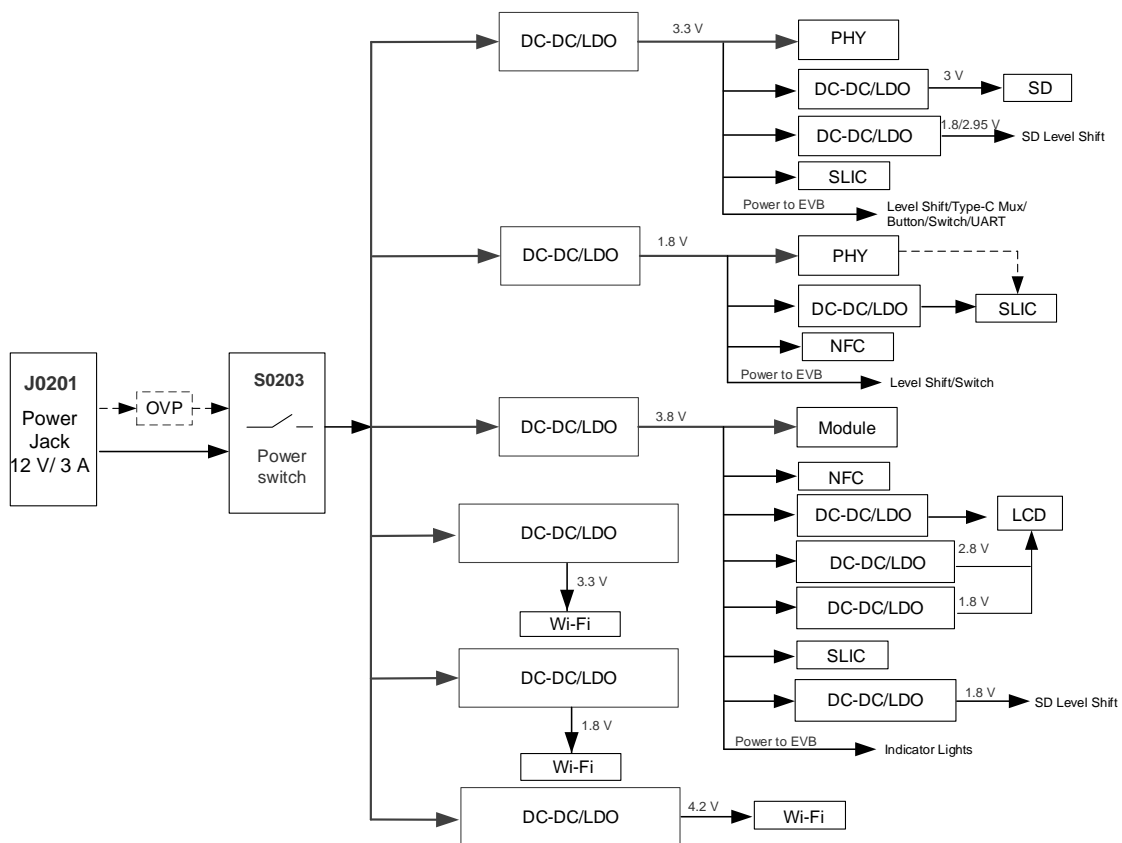 DC-DC/LDO
3.3 V
PHY
DC-DC/LDO
3 V
SD
DC-DC/LDO
1.8/2.95 V
SD Level Shift
SLIC
Power to EVB
Level Shift/Type-C Mux/
Button/Switch/UART
DC-DC/LDO
1.8 V
PHY
DC-DC/LDO
SLIC
NFC
Power to EVB
Level Shift/Switch
J0201
Power
Jack
12 V/ 3 A
OVP
S0203
Power
switch
DC-DC/LDO
3.8 V
Module
NFC
DC-DC/LDO
LCD
DC-DC/LDO
2.8 V
DC-DC/LDO
1.8 V
SLIC
DC-DC/LDO
1.8 V
SD Level Shift
Power to EVB
Indicator Lights
DC-DC/LDO
3.3 V
Wi-Fi
DC-DC/LDO
1.8 V
Wi-Fi
DC-DC/LDO
4.2 V
Wi-Fi